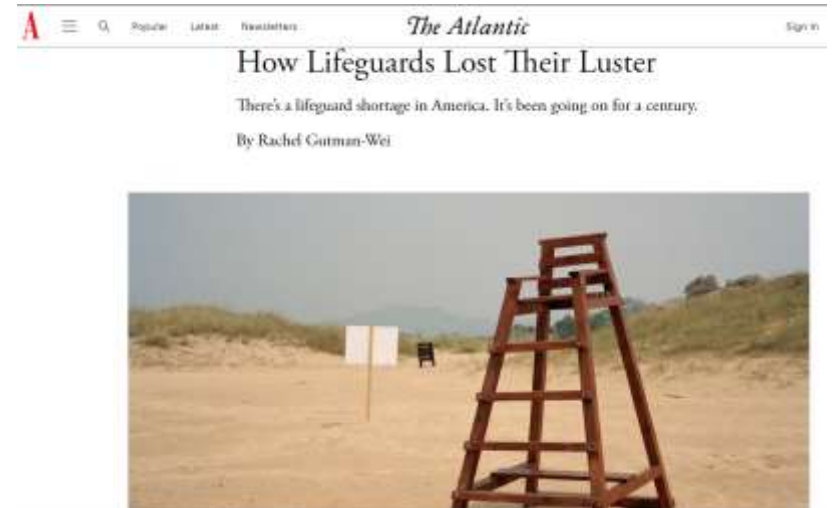 A
Popular Latest Newsletters The Atlantic Sign In
How Lifeguards Lost Their Luster
There's a lifeguard shortage in America. It's been going on for a century.
By Rachel Gutman-Wei